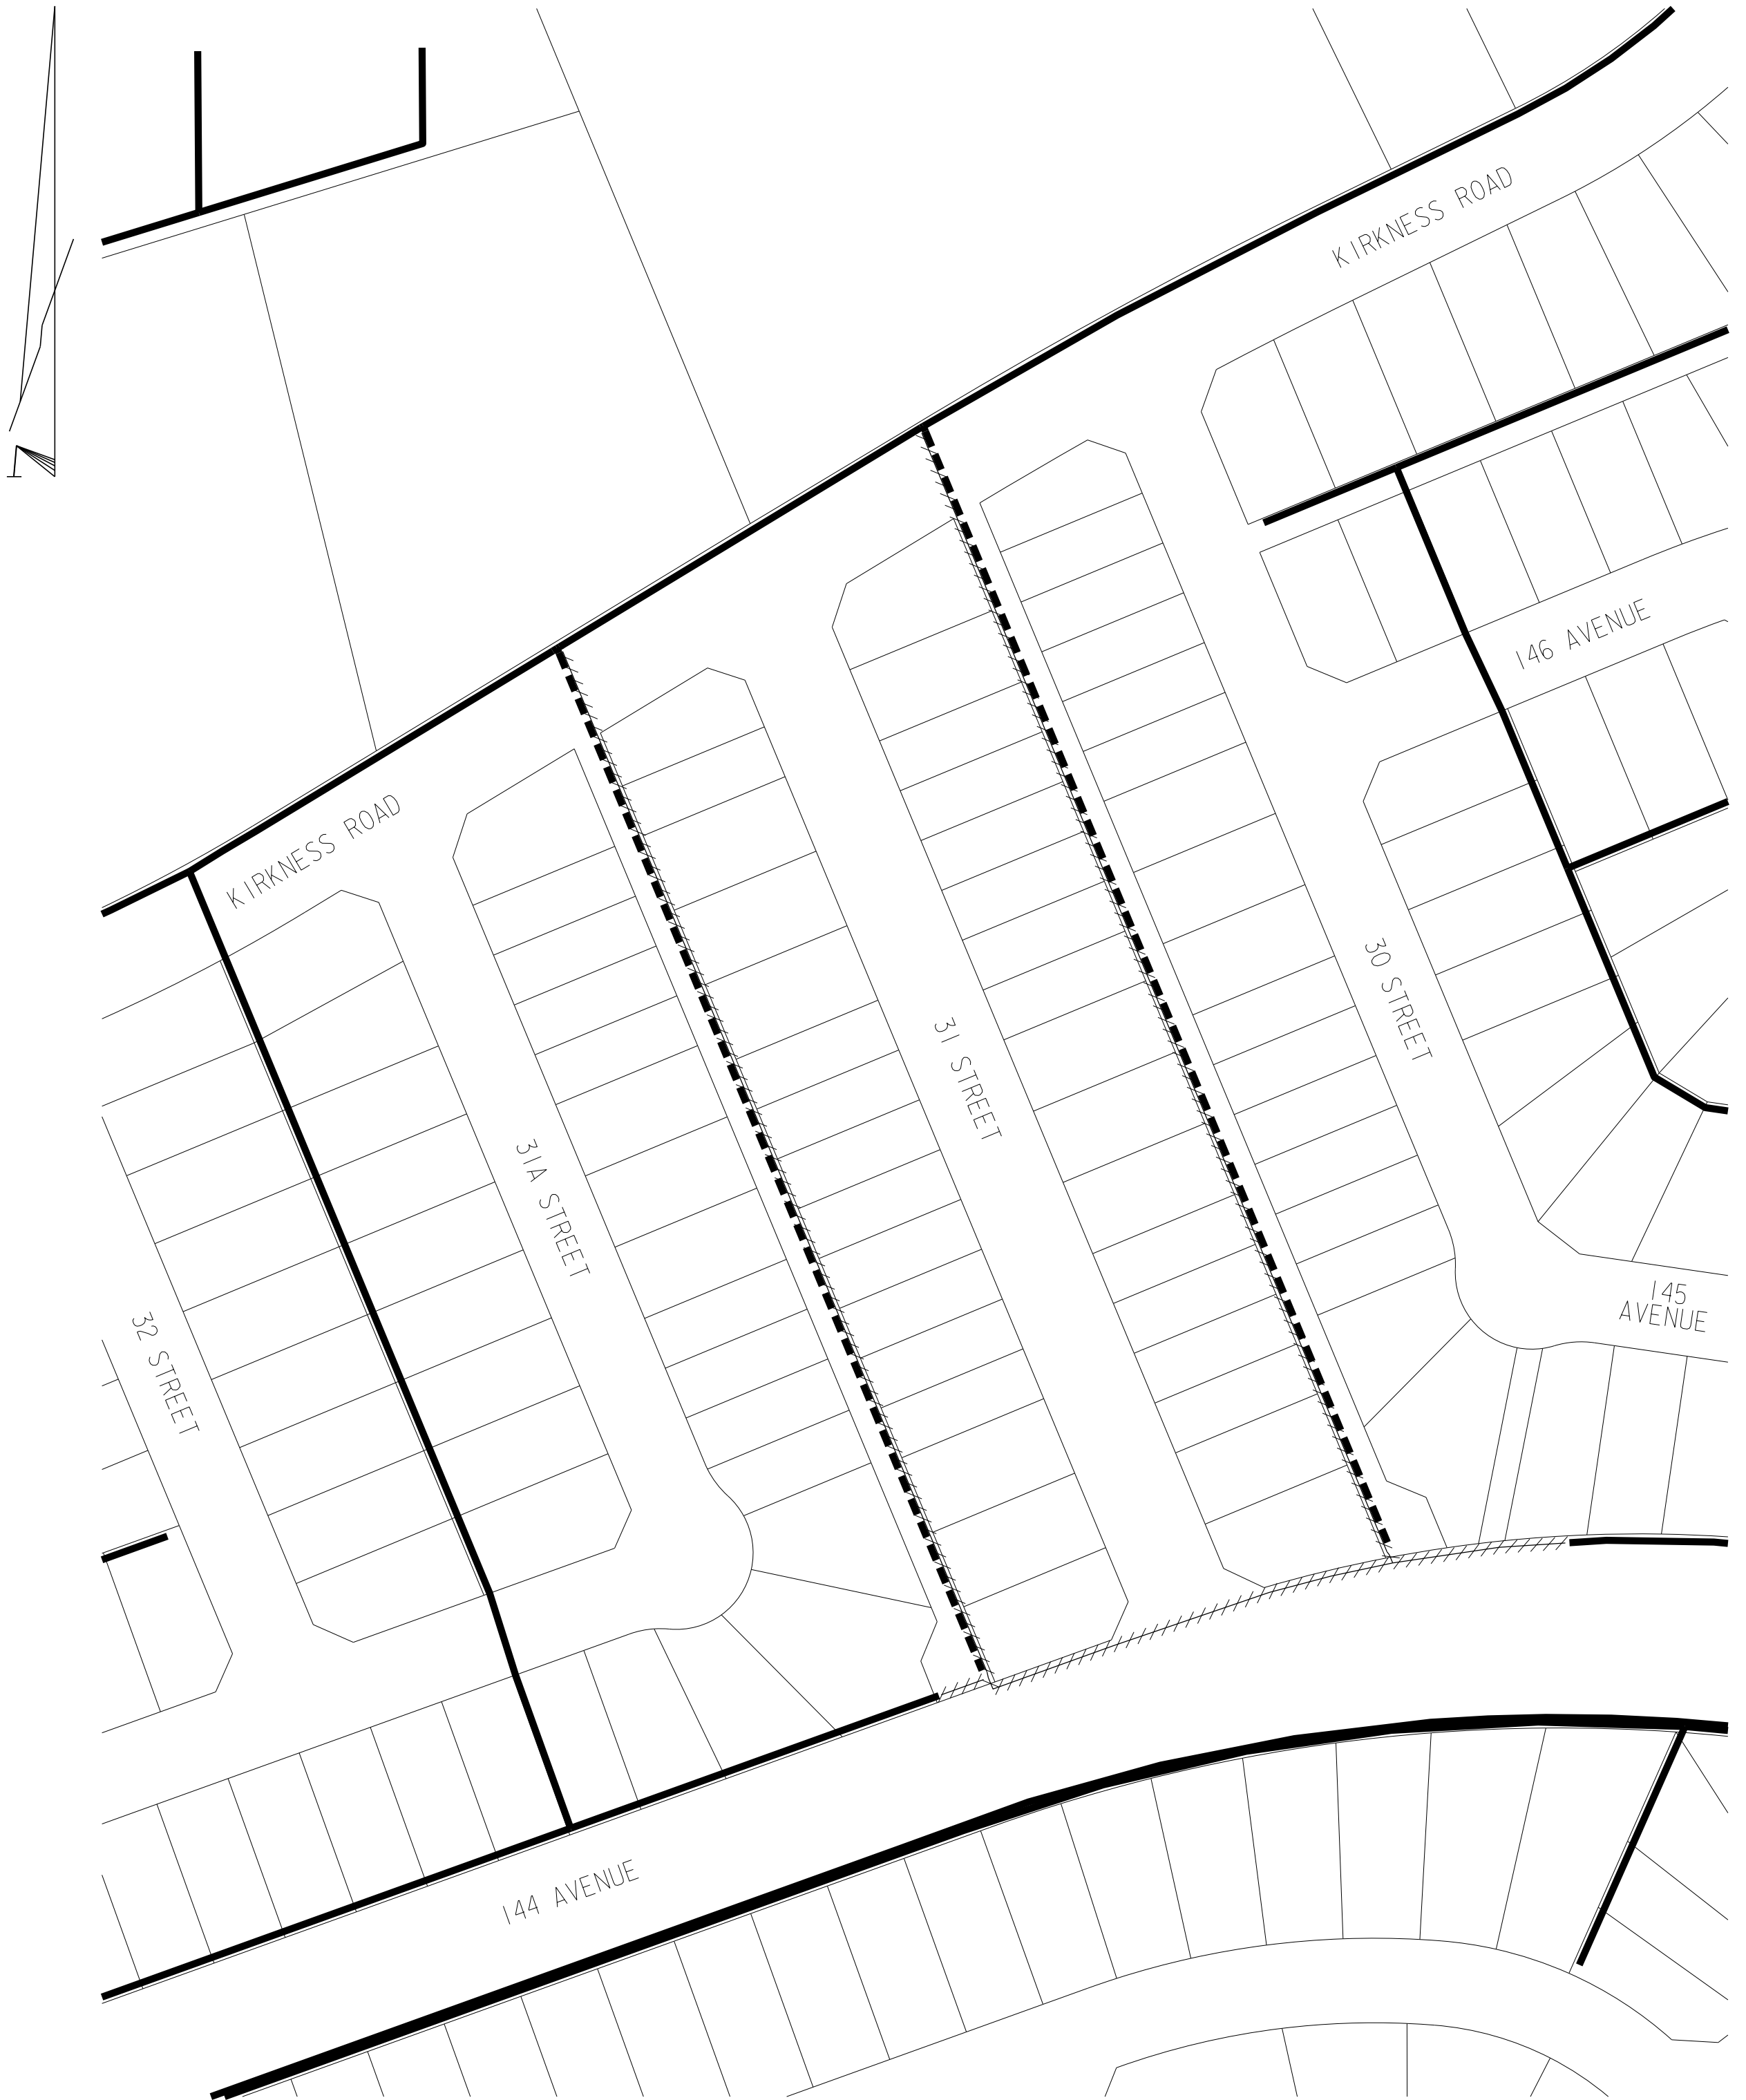 KIRKNESS ROAD
146 AVENUE
KIRKNESS ROAD
30 STREET
31 STREET
31A STREET
145
AVENUE
32 STREET
144 AVENUE